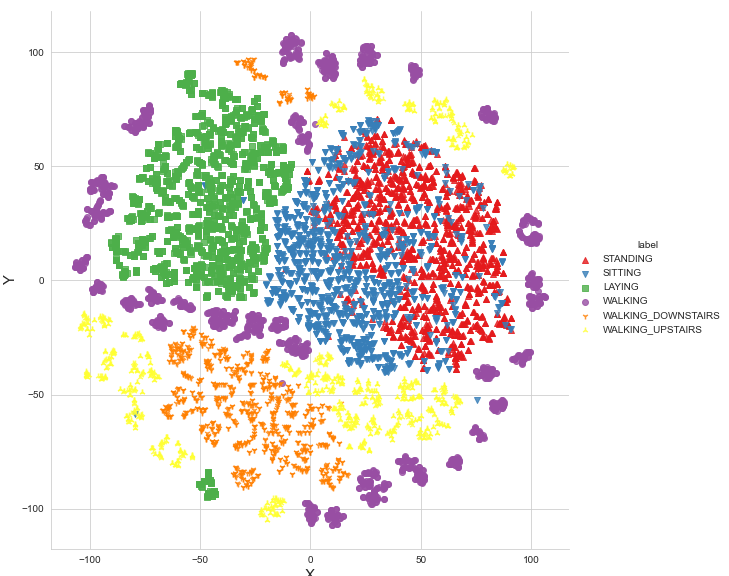 100
50
0
−50
−100
Y
−100
−50
0
50
100
X
label
STANDING
SITTING
LAYING
WALKING
WALKING_DOWNSTAIRS
WALKING_UPSTAIRS